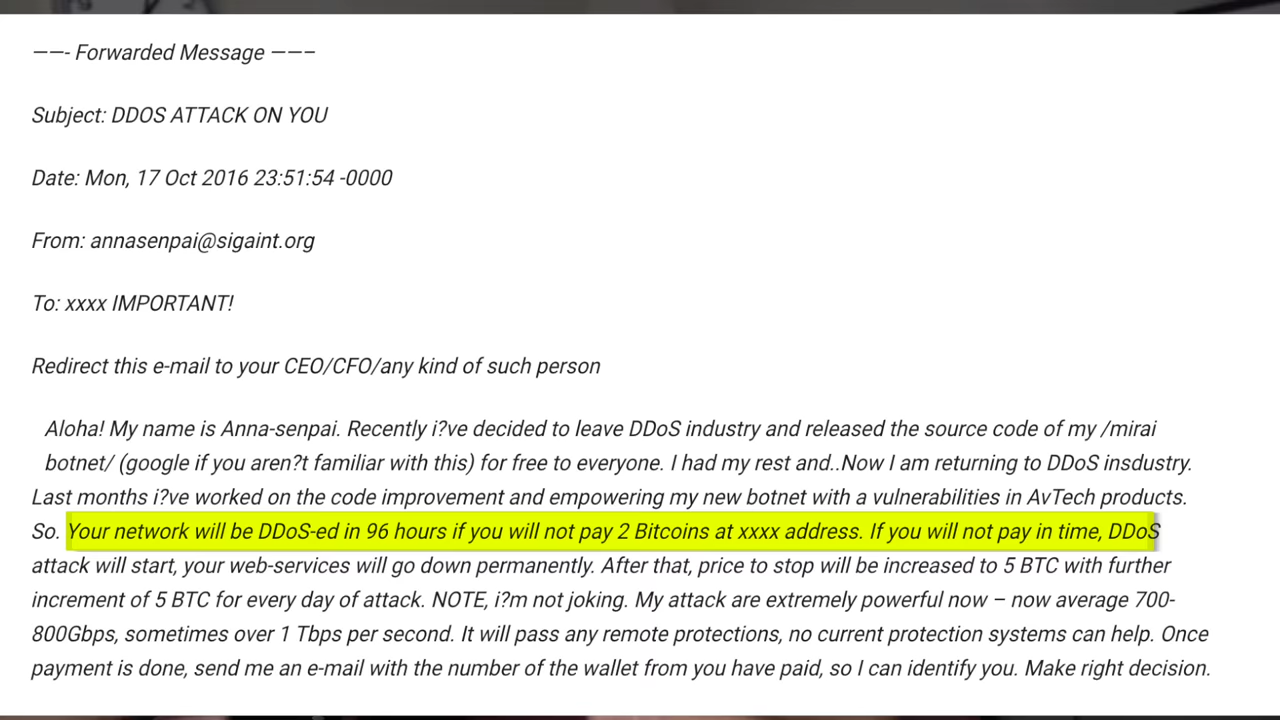 ——- Forwarded Message ——–
Subject: DDOS ATTACK ON YOU
Date: Mon, 17 Oct 2016 23:51:54 -0000
From: annasenpai@sigaint.org
To: xxxx IMPORTANT!
Redirect this e-mail to your CEO/CFO/any kind of such person
Aloha! My name is Anna-senpai. Recently i?ve decided to leave DDoS industry and released the source code of my /mirai
botnet/ (google if you aren?t familiar with this) for free to everyone. I had my rest and..Now I am returning to DDoS insdustry.
Last months i?ve worked on the code improvement and empowering my new botnet with a vulnerabilities in AvTech products.
So. Your network will be DDoS-ed in 96 hours if you will not pay 2 Bitcoins at xxxx address. If you will not pay in time, DDoS
attack will start, your web-services will go down permanently. After that, price to stop will be increased to 5 BTC with further
increment of 5 BTC for every day of attack. NOTE, i?m not joking. My attack are extremely powerful now – now average 700-
800Gbps, sometimes over 1 Tbps per second. It will pass any remote protections, no current protection systems can help. Once
payment is done, send me an e-mail with the number of the wallet from you have paid, so I can identify you. Make right decision.